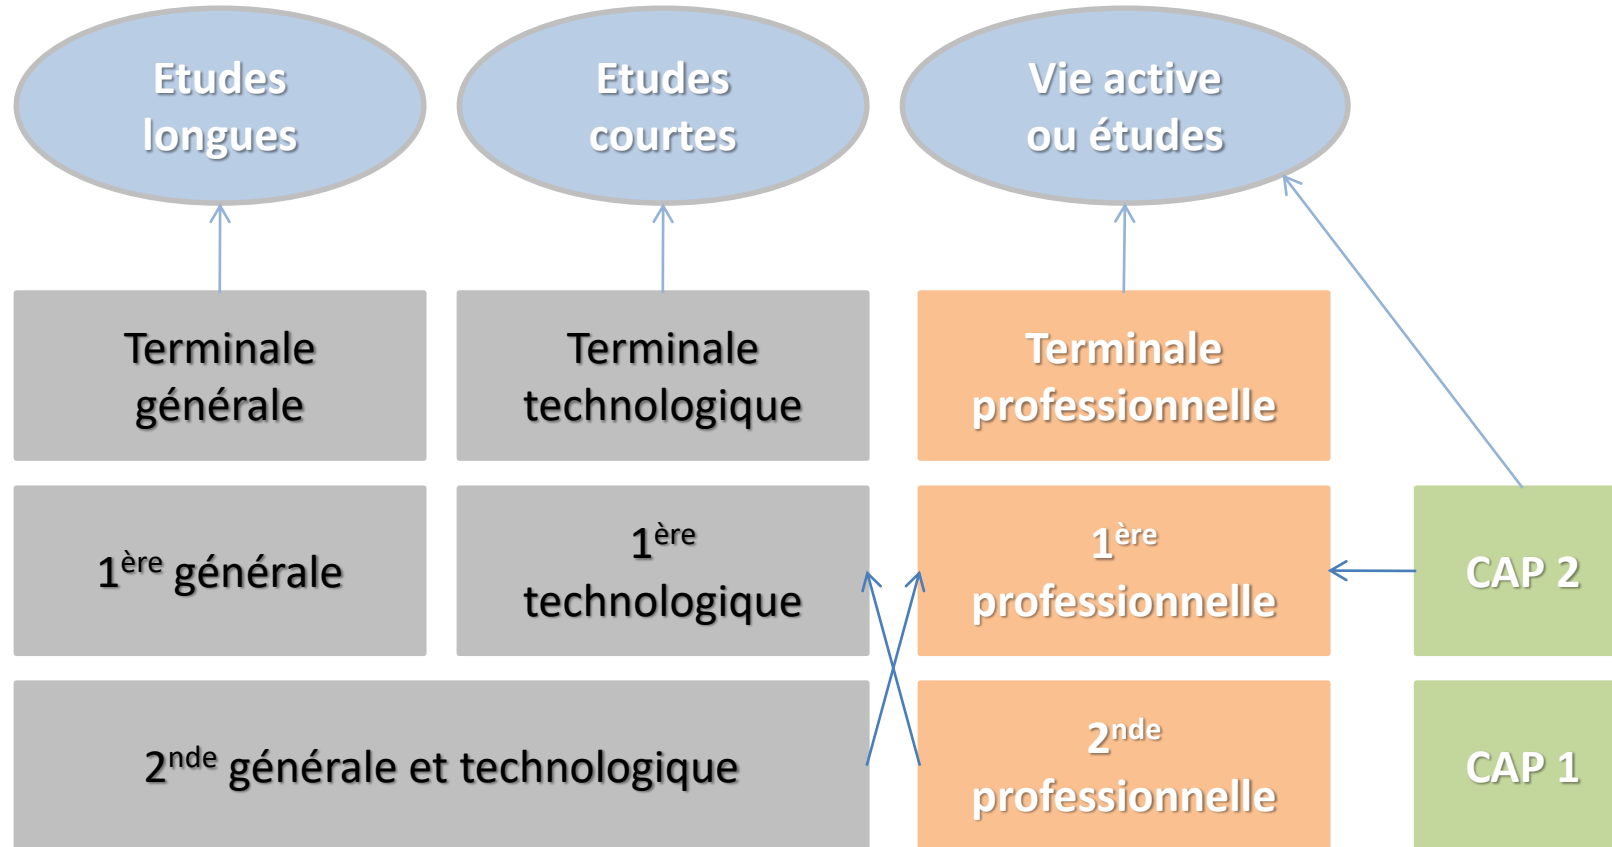 Etudes
longues
Etudes
courtes
Vie active
ou études
Terminale
générale
Terminale
technologique
Terminale
professionnelle
1ère générale
1ère
technologique
1ère
professionnelle
CAP 2
2nde générale et technologique
2nde
professionnelle
CAP 1